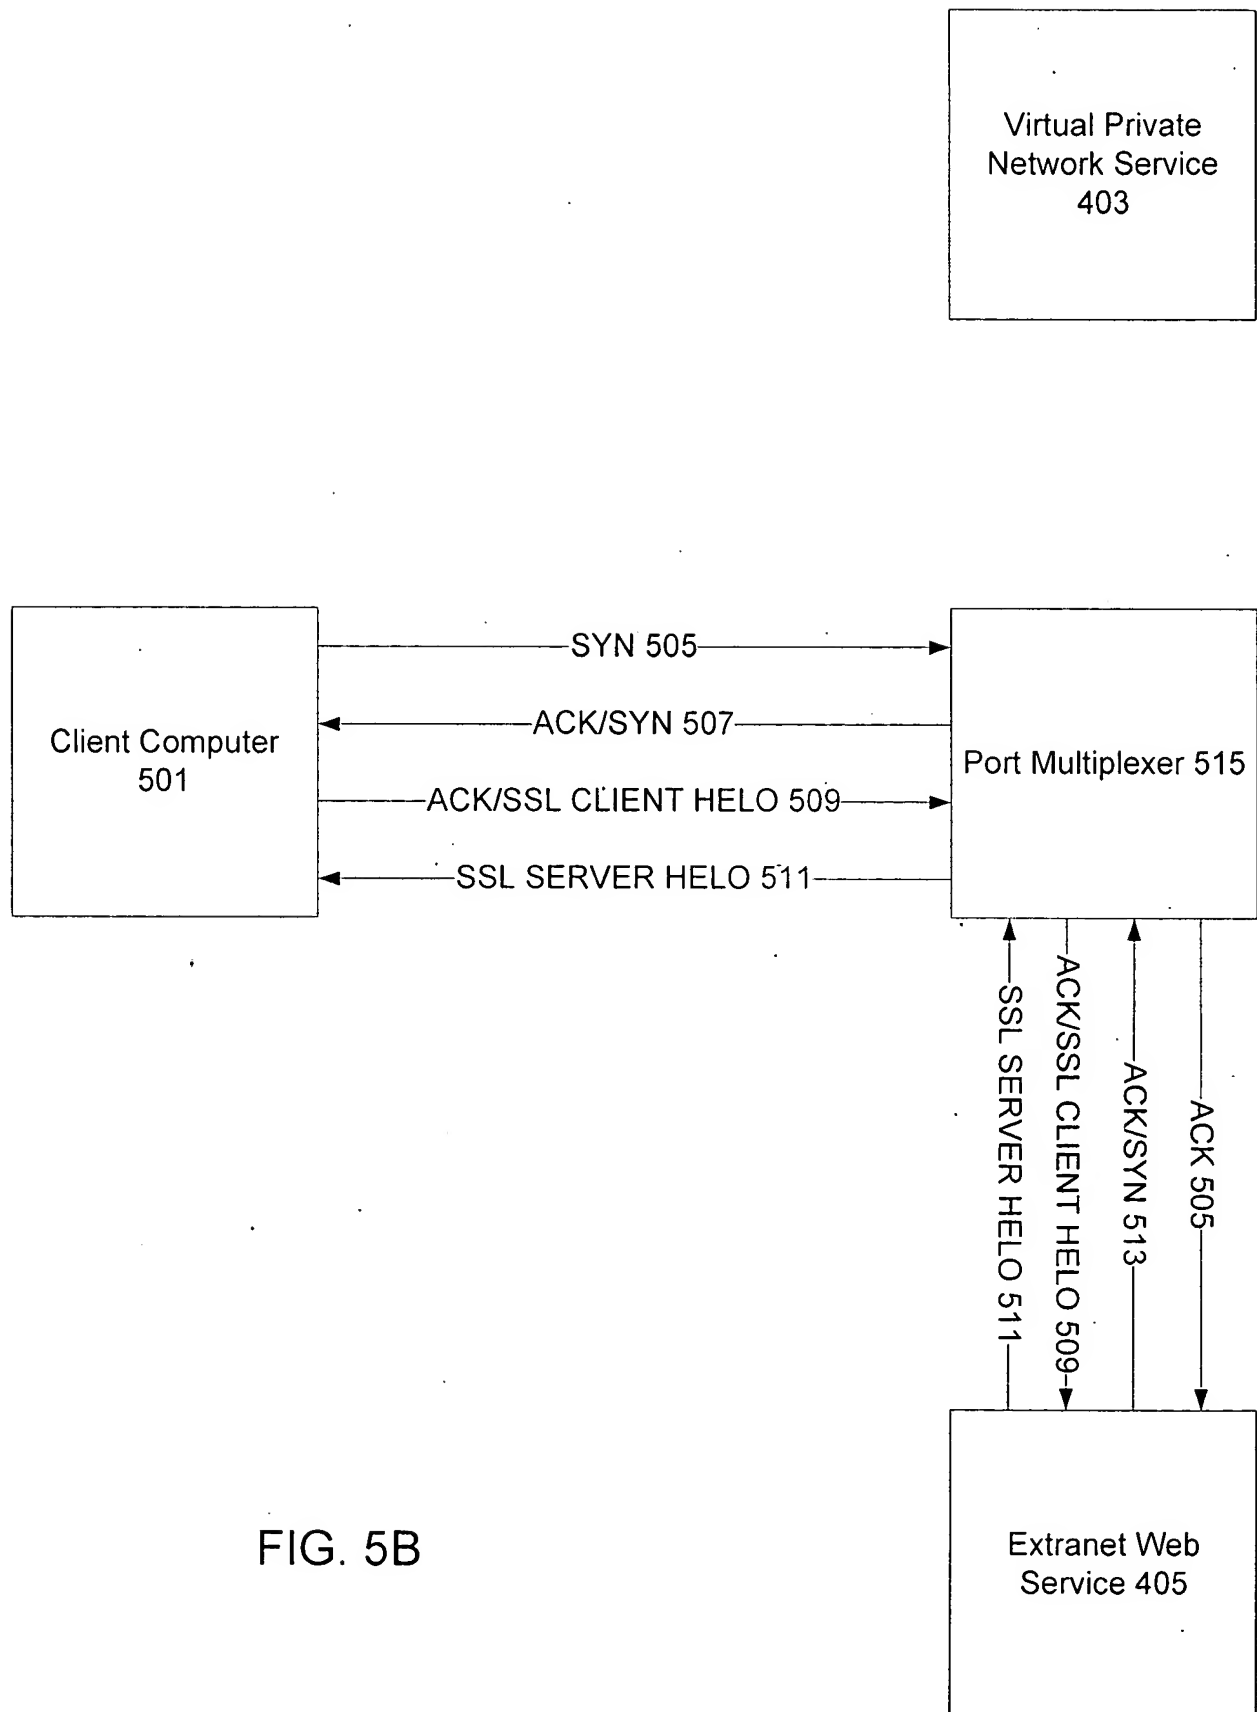 Virtual Private
Network Service
403
SYN 505
ACK/SYN 507
Client Computer
501
Port Multiplexer 515
ACK/SSL CLIENT HELO 509
SSL SERVER HELO 511
SSL SERVER HELO 511
ACK/SSL CLIENT HELO 509
ACK/SYN 513
ACK 505
Extranet Web
Service 405
FIG. 5B